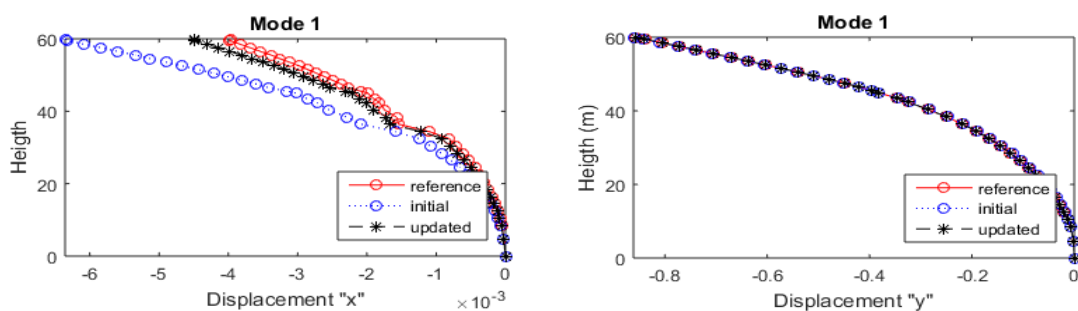 Mode 1
60
40
20
0
Heigth
reference
initial
updated
-6 -5 -4 -3 -2 -1 0
Displacement "x"
× 10⁻³
Mode 1
60
40
20
0
Heigth (m)
reference
initial
updated
-0.8 -0.6 -0.4 -0.2 0
Displacement "y"